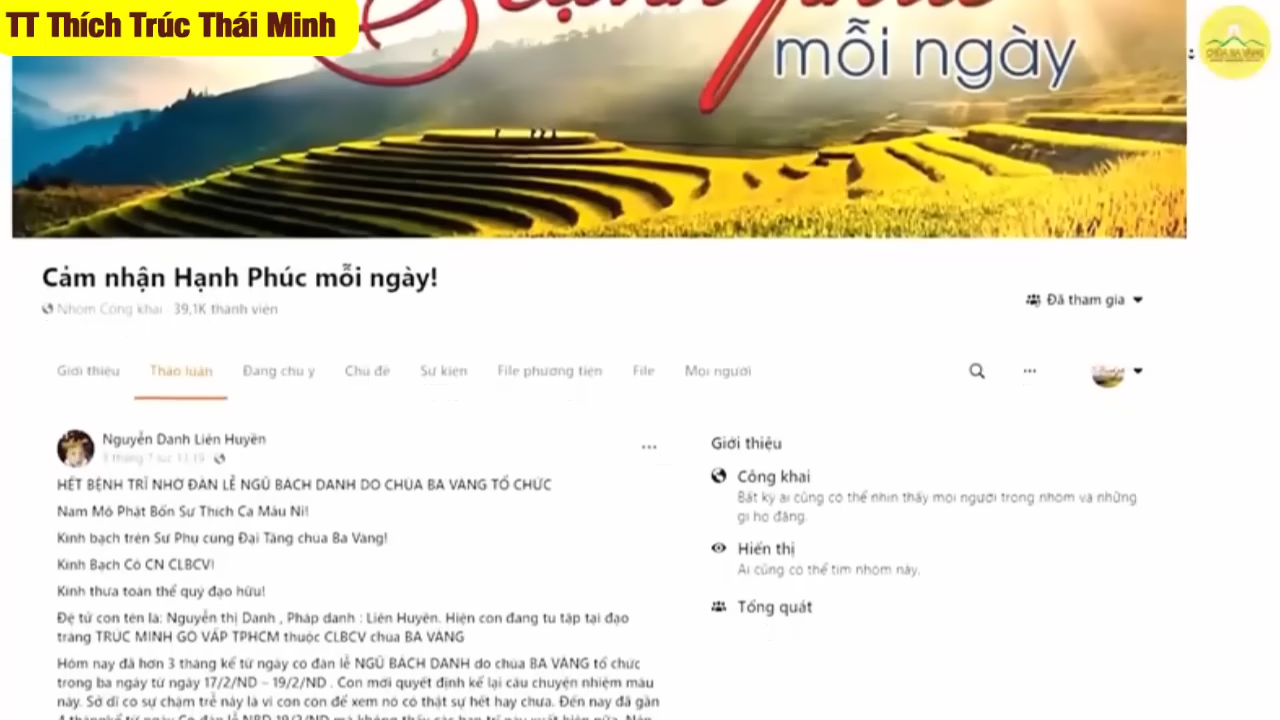 TT Thích Trúc Thái Minh
mỗi ngày
CHÙA BA VÀNG
Cảm nhận Hạnh Phúc mỗi ngày!
Nhóm Công khai · 39,1K thành viên
Đã tham gia
Giới thiệu Thảo luận Đáng chú ý Chủ đề Sự kiện File phương tiện File Mọi người
Nguyễn Danh Liên Huyền
Giới thiệu
HẾT BỆNH TRĨ NHỜ ĐÀN LỄ NGŨ BÁCH DANH DO CHÙA BA VÀNG TỔ CHỨC
Công khai
Bất kỳ ai cũng có thể nhìn thấy mọi người trong nhóm và những
gì họ đăng.
Nam Mô Phật Bổn Sư Thích Ca Mâu Ni!
Kính bạch trên Sư Phụ cùng Đại Tăng chùa Ba Vàng!
Hiển thị
Ai cũng có thể tìm nhóm này.
Kính Bạch Cô CN CLBCV!
Kính thưa toàn thể quý đạo hữu!
Tổng quát
Đệ tử con tên là: Nguyễn thị Danh , Pháp danh : Liên Huyền. Hiện con đang tu tập tại đạo
tràng TRÚC MINH GÒ VẤP TPHCM thuộc CLBCV chùa BA VÀNG
Hôm nay đã hơn 3 tháng kể từ ngày có đàn lễ NGŨ BÁCH DANH do chùa BA VÀNG tổ chức
trong ba ngày từ ngày 17/2/ND – 19/2/ND . Con mới quyết định kể lại câu chuyện nhiệm màu
này. Sở dĩ có sự chậm trễ này là vì con con để xem nó có thật sự hết hay chưa. Đến nay đã gần